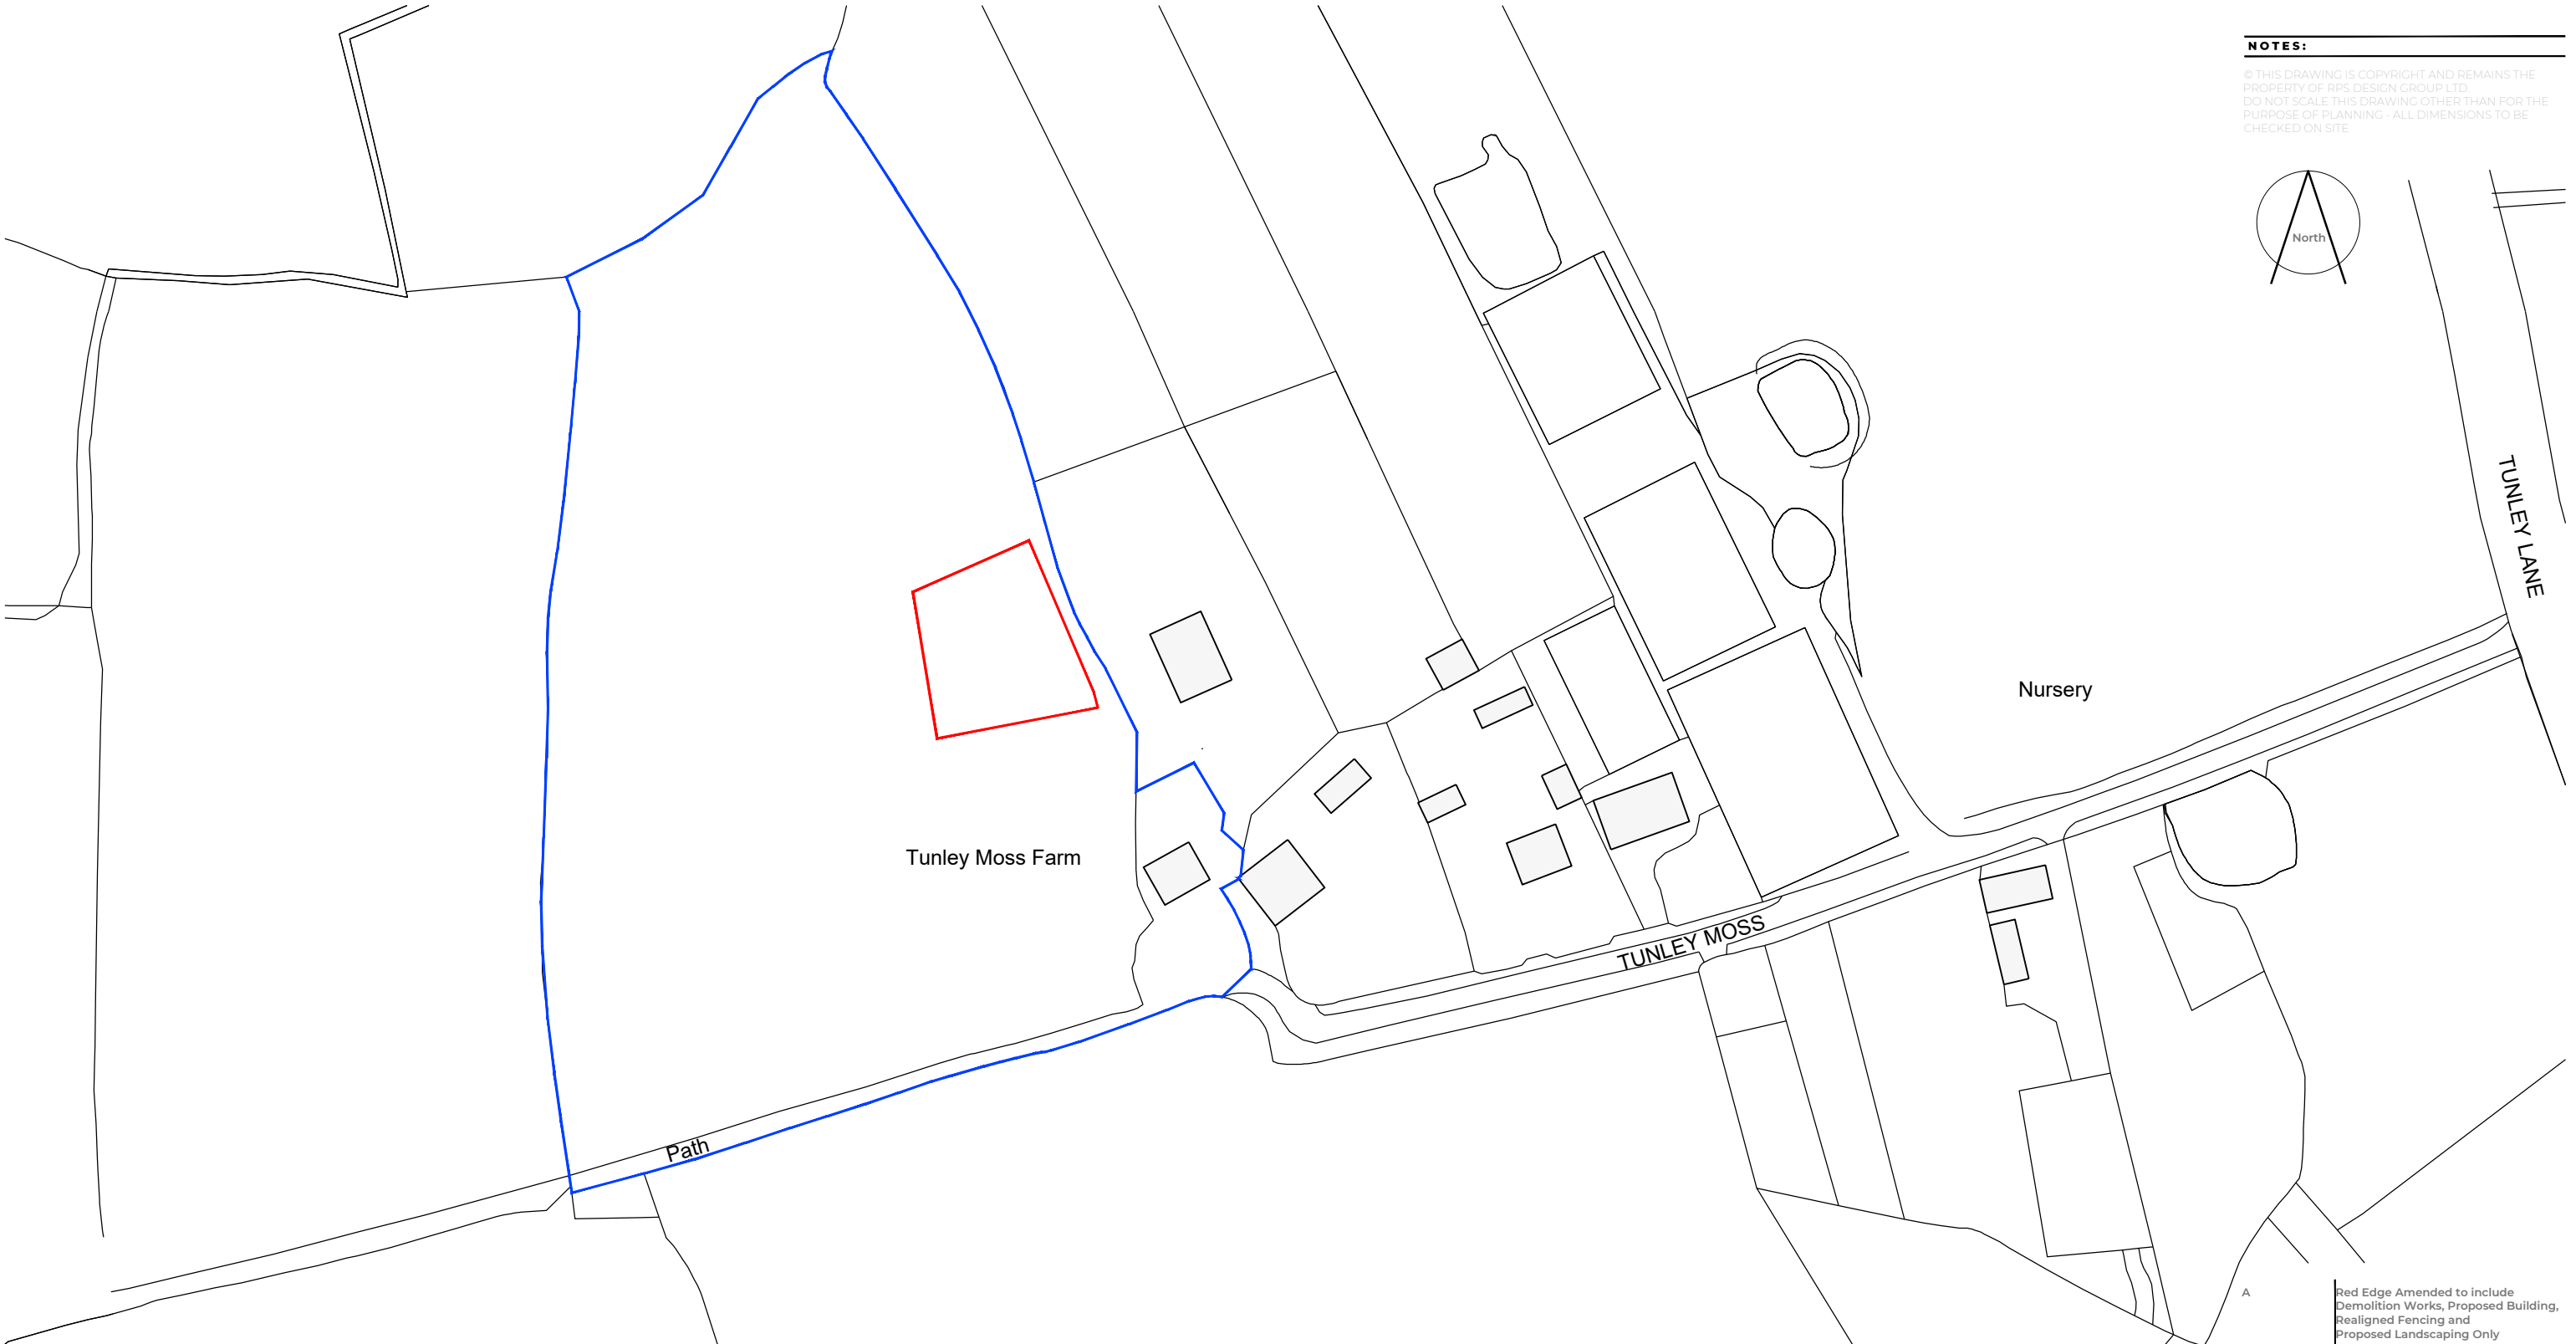 NOTES:
© THIS DRAWING IS COPYRIGHT AND REMAINS THE
PROPERTY OF RPS DESIGN GROUP LTD.
DO NOT SCALE THIS DRAWING OTHER THAN FOR THE
PURPOSE OF PLANNING - ALL DIMENSIONS TO BE
CHECKED ON SITE
North
TUNLEY LANE
Nursery
Tunley Moss Farm
TUNLEY MOSS
Path
A
Red Edge Amended to include
Demolition Works, Proposed Building,
Realigned Fencing and
Proposed Landscaping Only